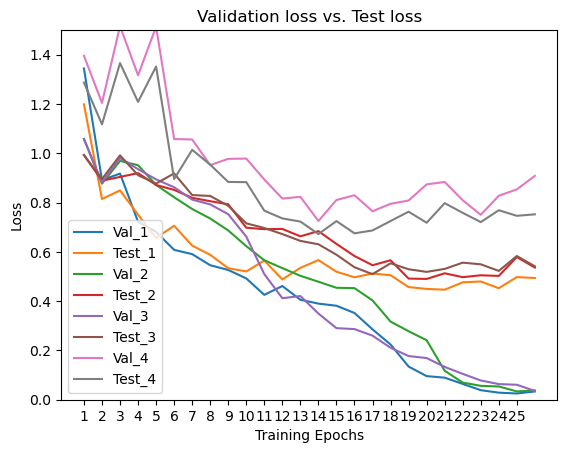 Validation loss vs. Test loss
Loss
1.4
1.2
1.0
0.8
0.6
0.4
0.2
0.0
Val_1
Test_1
Val_2
Test_2
Val_3
Test_3
Val_4
Test_4
1 2 3 4 5 6 7 8 9 10 11 12 13 14 15 16 17 18 19 20 21 22 23 24 25
Training Epochs